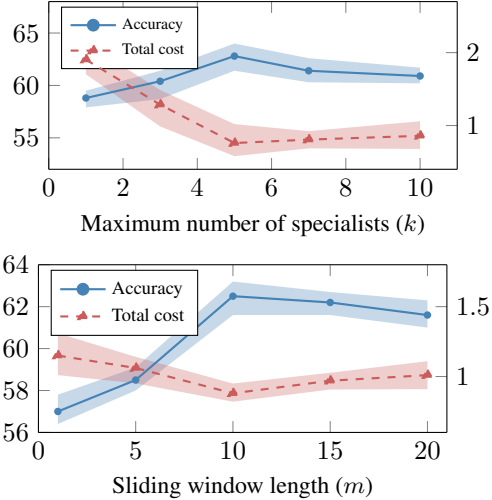 65
60
55
2
1
Accuracy
Total cost
0 2 4 6 8 10
Maximum number of specialists (k)
64
62
60
58
56
1.5
1
Accuracy
Total cost
0 5 10 15 20
Sliding window length (m)